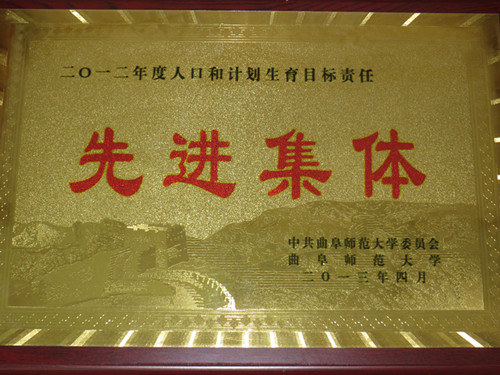 二〇一二年度人口和计划生育目标责任
先进集体
中共曲阜师范大学委员会
曲阜师范大学
二〇一三年四月